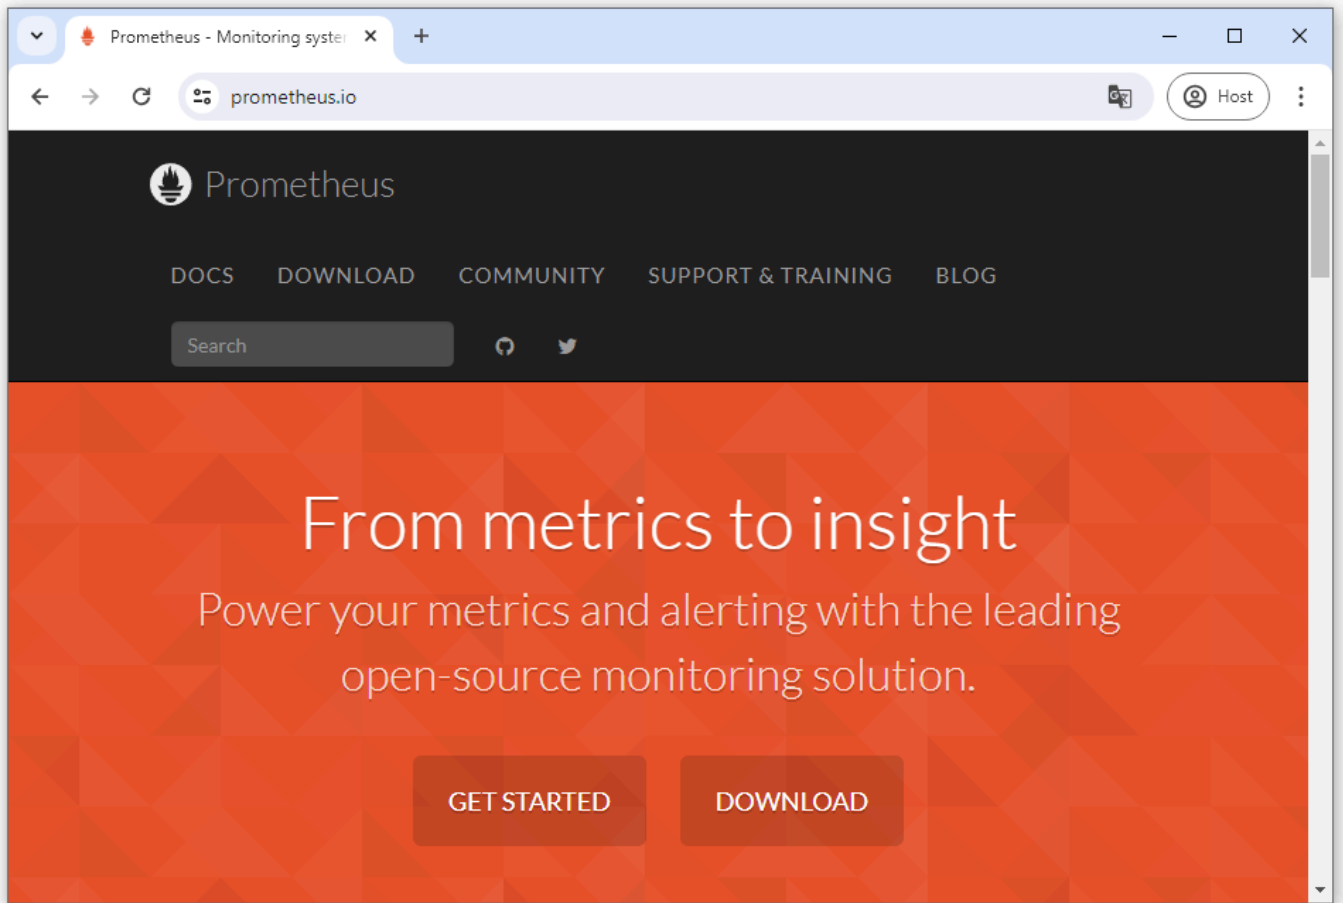 Prometheus - Monitoring system
prometheus.io
Host
Prometheus
DOCS DOWNLOAD COMMUNITY SUPPORT & TRAINING BLOG
Search
From metrics to insight
Power your metrics and alerting with the leading
open-source monitoring solution.
GET STARTED DOWNLOAD